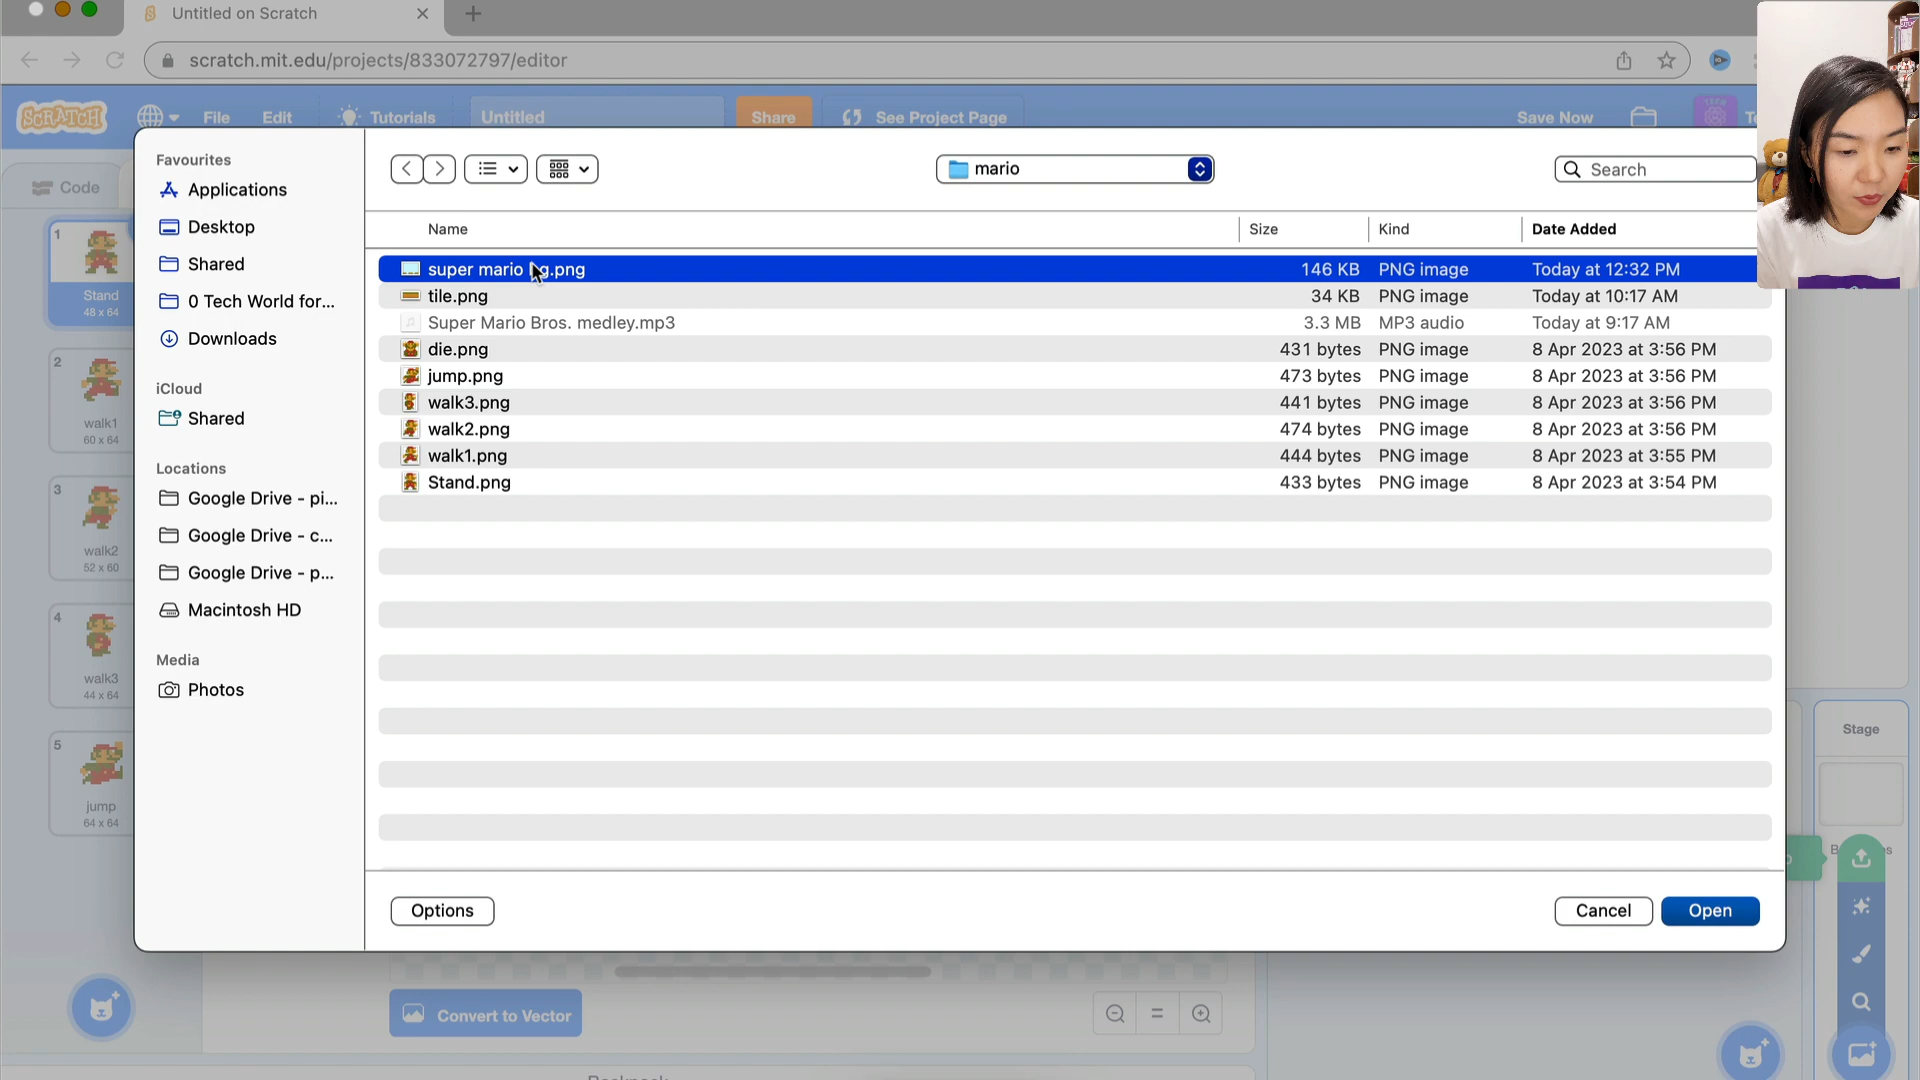 Untitled on Scratch
scratch.mit.edu/projects/833072797/editor
SCRATCH File Edit Tutorials Untitled Share See Project Page Save Now
Code
1
Stand
48 x 64
2
walk1
60 x 64
3
walk2
52 x 60
4
walk3
44 x 64
5
jump
64 x 64
Favourites
Applications
Desktop
Shared
0 Tech World for...
Downloads
iCloud
Shared
Locations
Google Drive - pi...
Google Drive - c...
Google Drive - p...
Macintosh HD
Media
Photos
mario
Search
Name Size Kind Date Added
super mario .png 146 KB PNG image Today at 12:32 PM
tile.png 34 KB PNG image Today at 10:17 AM
Super Mario Bros. medley.mp3 3.3 MB MP3 audio Today at 9:17 AM
die.png 431 bytes PNG image 8 Apr 2023 at 3:56 PM
jump.png 473 bytes PNG image 8 Apr 2023 at 3:56 PM
walk3.png 441 bytes PNG image 8 Apr 2023 at 3:56 PM
walk2.png 474 bytes PNG image 8 Apr 2023 at 3:56 PM
walk1.png 444 bytes PNG image 8 Apr 2023 at 3:55 PM
Stand.png 433 bytes PNG image 8 Apr 2023 at 3:54 PM
Options Cancel Open
Stage
Convert to Vector